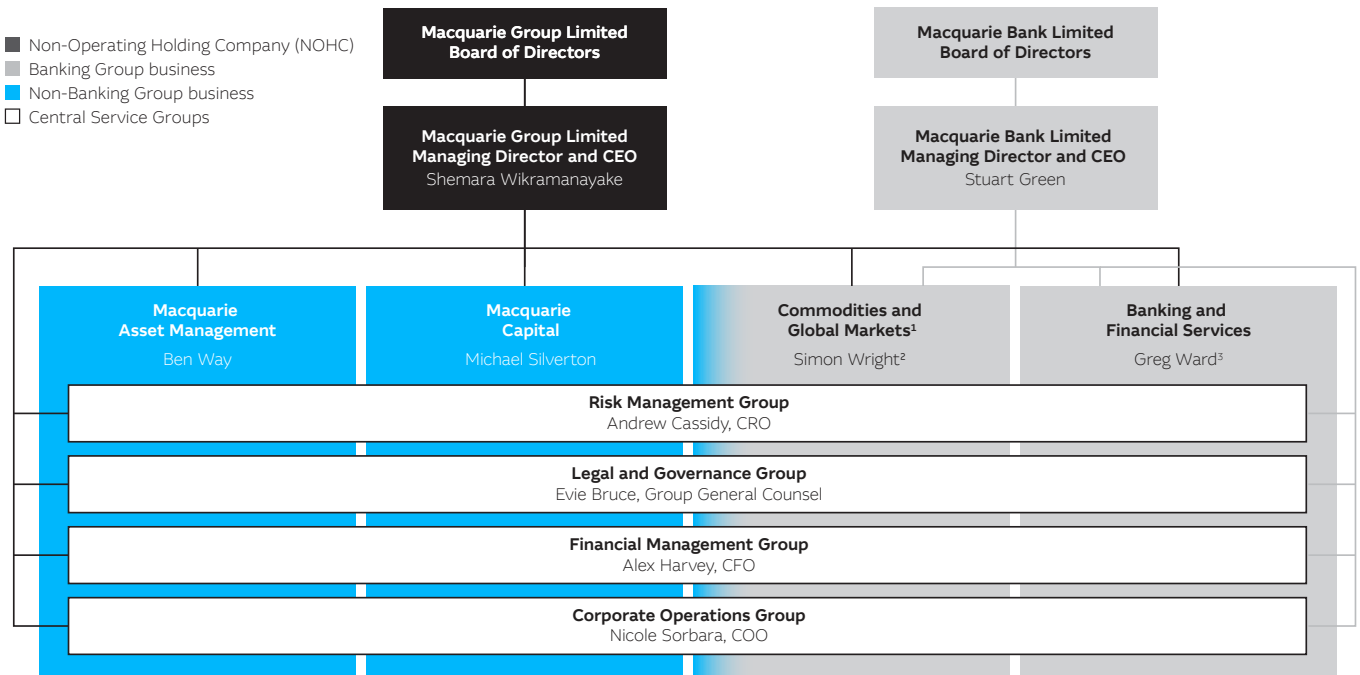 Non-Operating Holding Company (NOHC)
Banking Group business
Non-Banking Group business
Central Service Groups
Macquarie Group Limited
Board of Directors
Macquarie Bank Limited
Board of Directors
Macquarie Group Limited
Managing Director and CEO
Shemara Wikramanayake
Macquarie Bank Limited
Managing Director and CEO
Stuart Green
Macquarie
Asset Management
Ben Way
Macquarie
Capital
Michael Silverton
Commodities and
Global Markets¹
Simon Wright²
Banking and
Financial Services
Greg Ward³
Risk Management Group
Andrew Cassidy, CRO
Legal and Governance Group
Evie Bruce, Group General Counsel
Financial Management Group
Alex Harvey, CFO
Corporate Operations Group
Nicole Sorbara, COO